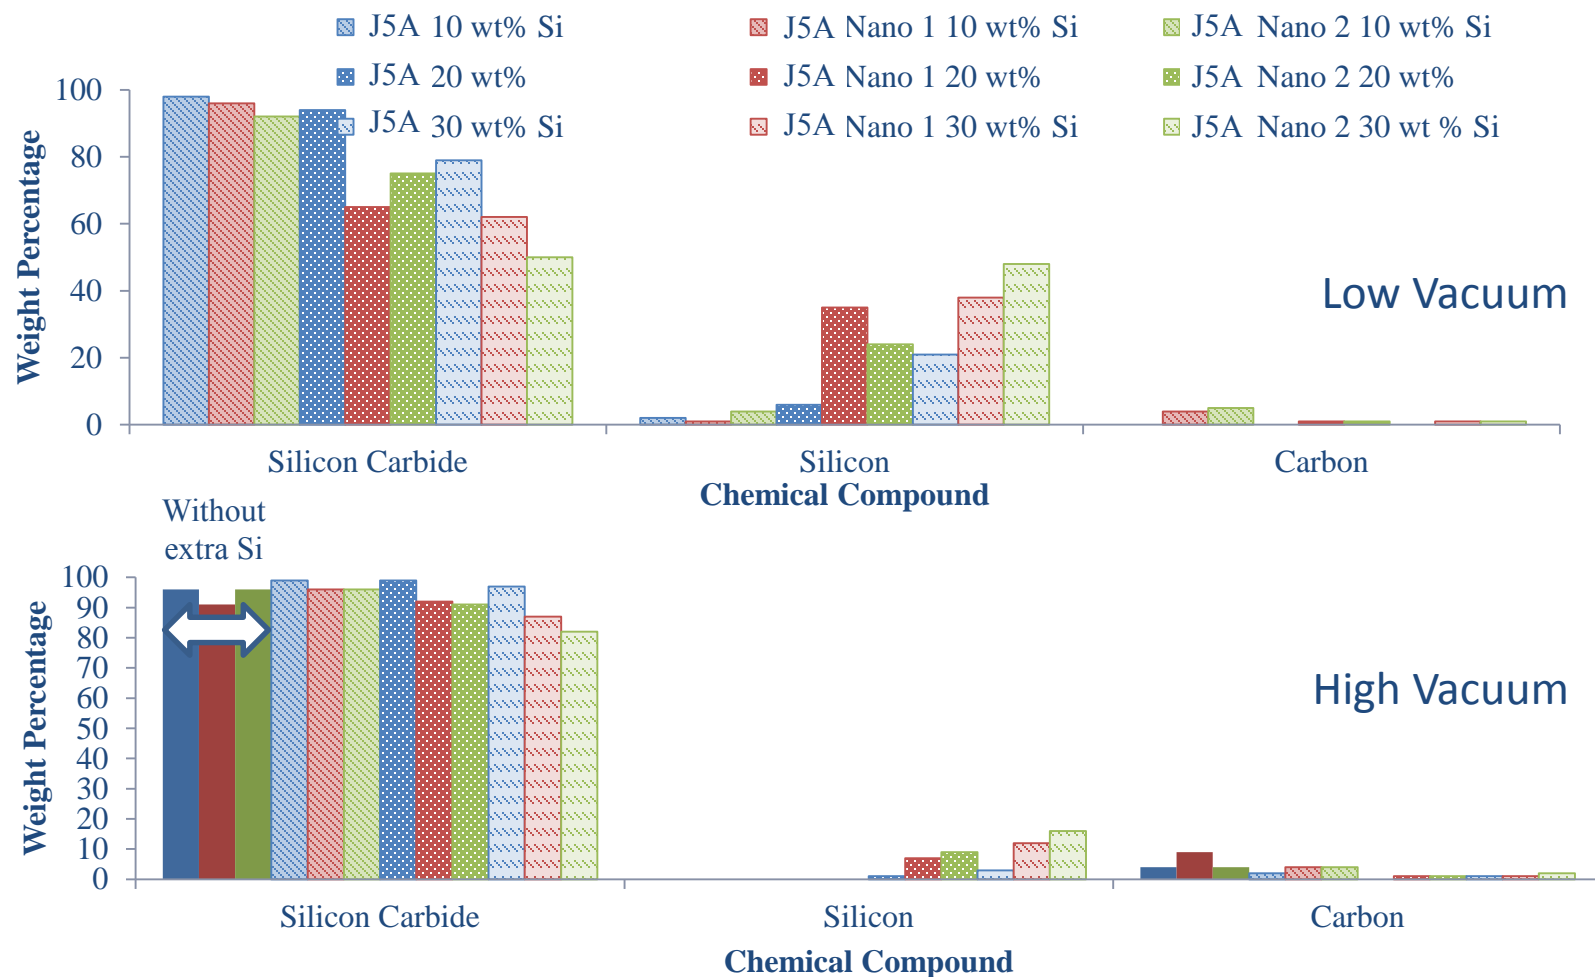 J5A 10 wt% Si J5A Nano 1 10 wt% Si J5A Nano 2 10 wt% Si
J5A 20 wt% J5A Nano 1 20 wt% J5A Nano 2 20 wt%
J5A 30 wt% Si J5A Nano 1 30 wt% Si J5A Nano 2 30 wt % Si
Weight Percentage
100
80
60
40
20
0
Low Vacuum
Silicon Carbide Silicon Carbon
Chemical Compound
Without
extra Si
Weight Percentage
100
90
80
70
60
50
40
30
20
10
0
High Vacuum
Silicon Carbide Silicon Carbon
Chemical Compound